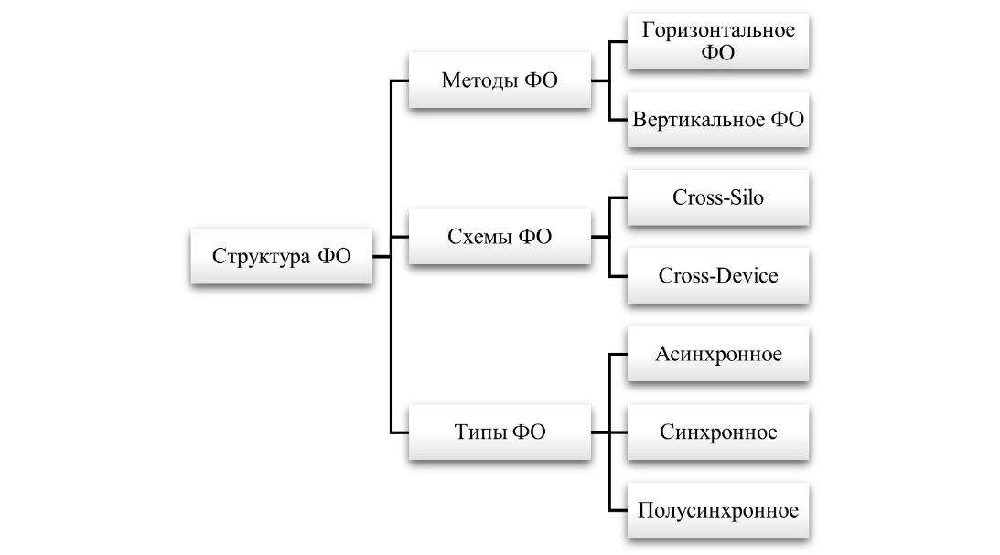 Структура ФО
Методы ФО
Горизонтальное
ФО
Вертикальное ФО
Схемы ФО
Cross-Silo
Cross-Device
Типы ФО
Асинхронное
Синхронное
Полусинхронное